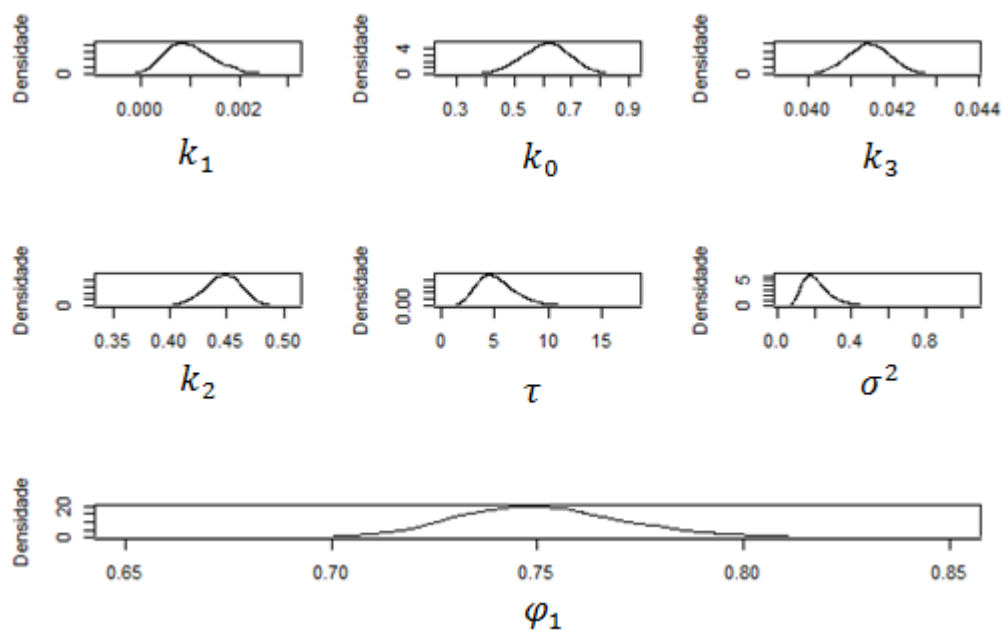 Densidade 0 0.000 0.002 k₁
Densidade 0 4 0.3 0.5 0.7 0.9 k₀
Densidade 0 0.040 0.042 0.044 k₃
Densidade 0 0.35 0.40 0.45 0.50 k₂
Densidade 0.00 0 5 10 15 τ
Densidade 0 5 0.0 0.4 0.8 σ²
Densidade 0 20 0.65 0.70 0.75 0.80 0.85 φ₁